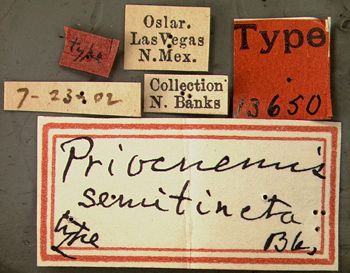 type
Oslar.
Las Vegas
N. Mex.
Type
13650
7-23-02
Collection
N. Banks
Priocnemis
semitincta
type
Bks